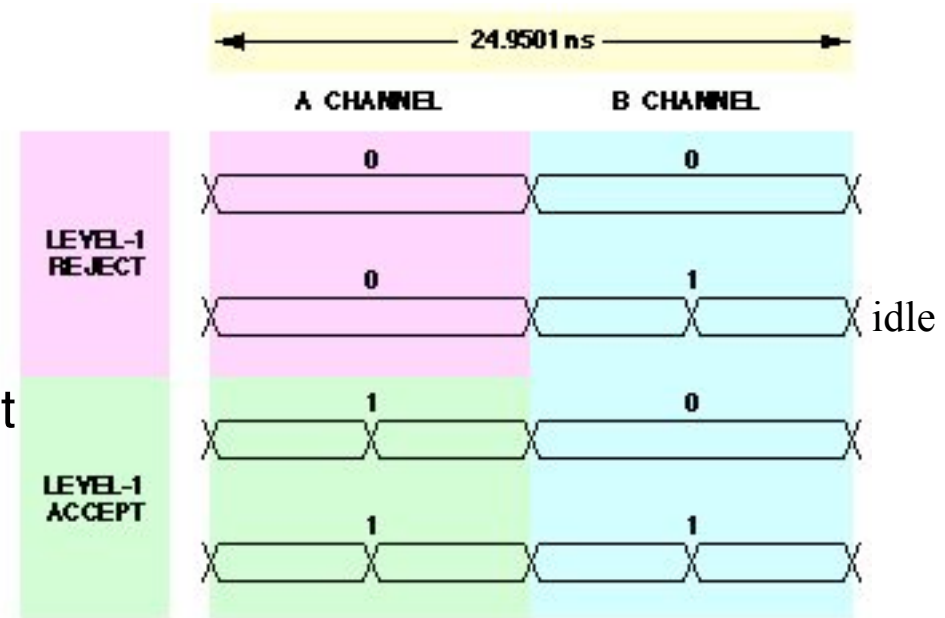 24.9501 ns
A CHANNEL B CHANNEL
0 0
LEVEL-1
REJECT
0 1
idle
t
1 0
LEVEL-1
ACCEPT
1 1